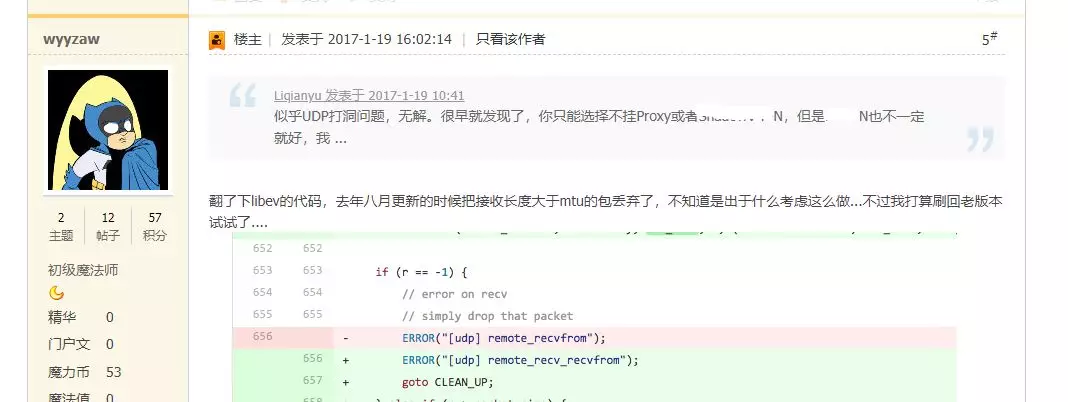 wyyzaw
楼主 | 发表于 2017-1-19 16:02:14 | 只看该作者
5#
Liqianyu 发表于 2017-1-19 10:41
似乎UDP打洞问题，无解。很早就发现了，你只能选择不挂Proxy或者 N，但是 N也不一定
就好，我 ...
翻了下libev的代码，去年八月更新的时候把接收长度大于mtu的包丢弃了，不知道是出于什么考虑这么做...不过我打算刷回老版本
试试了....
2 12 57
主题 帖子 积分
初级魔法师
精华 0
门户文 0
魔力币 53
魔法值 0
652 652
653 653 if (r == -1) {
654 654 // error on recv
655 655 // simply drop that packet
656 - ERROR("[udp] remote_recvfrom");
656 + ERROR("[udp] remote_recv_recvfrom");
657 + goto CLEAN_UP;
658